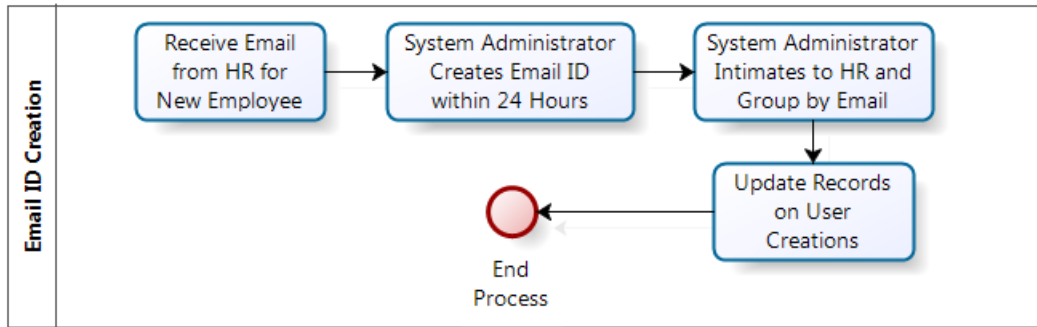 Email ID Creation
Receive Email
from HR for
New Employee
System Administrator
Creates Email ID
within 24 Hours
System Administrator
Intimates to HR and
Group by Email
Update Records
on User
Creations
End
Process